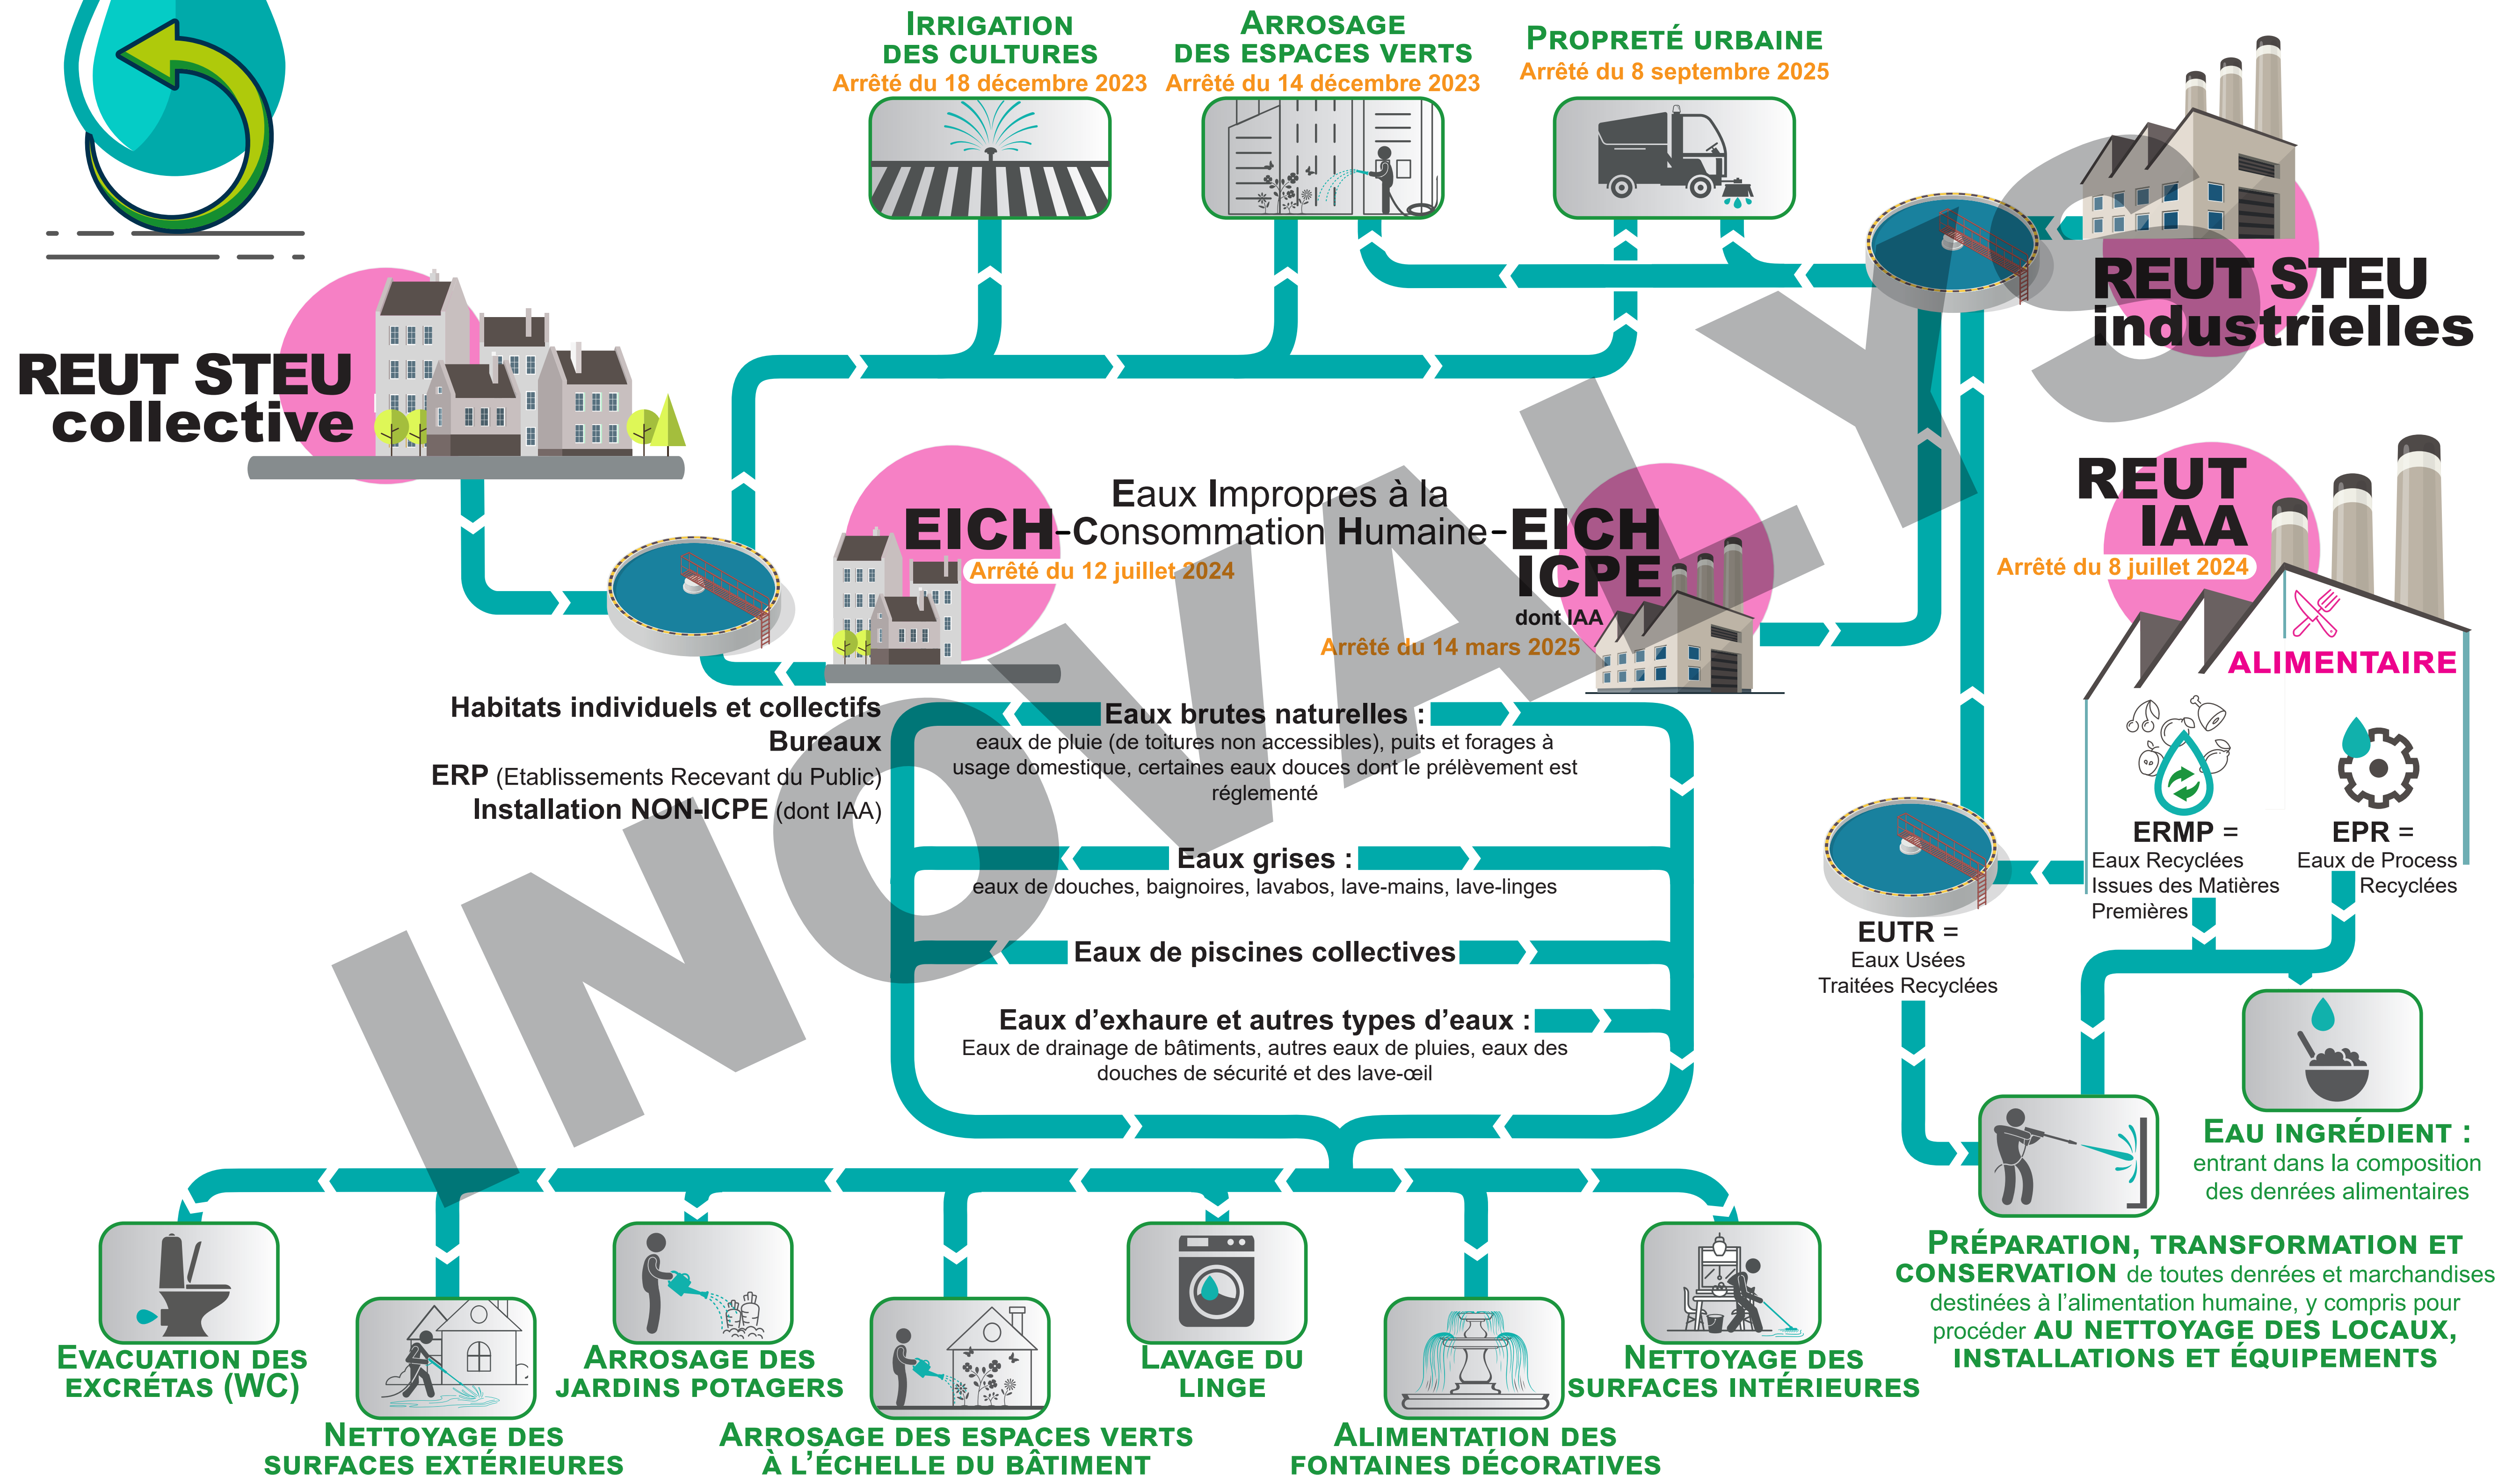 IRRIGATION
DES CULTURES
Arrêté du 18 décembre 2023
ARROSAGE
DES ESPACES VERTS
Arrêté du 14 décembre 2023
PROPRETÉ URBAINE
Arrêté du 8 septembre 2025
REUT STEU
industrielles
REUT STEU
collective
Eaux Impropres à la
EICH-Consommation Humaine-EICH
ICPE
Arrêté du 12 juillet 2024
dont IAA
Arrêté du 14 mars 2025
REUT
IAA
Arrêté du 8 juillet 2024
ALIMENTAIRE
Habitats individuels et collectifs
Bureaux
ERP (Etablissements Recevant du Public)
Installation NON-ICPE (dont IAA)
Eaux brutes naturelles :
eaux de pluie (de toitures non accessibles), puits et forages à
usage domestique, certaines eaux douces dont le prélèvement est
réglementé
Eaux grises :
eaux de douches, baignoires, lavabos, lave-mains, lave-linges
Eaux de piscines collectives
Eaux d’exhaure et autres types d’eaux :
Eaux de drainage de bâtiments, autres eaux de pluies, eaux des
douches de sécurité et des lave-œil
ERMP =
Eaux Recyclées
Issues des Matières
Premières
EPR =
Eaux de Process
Recyclées
EUTR =
Eaux Usées
Traitées Recyclées
EAU INGRÉDIENT :
entrant dans la composition
des denrées alimentaires
PRÉPARATION, TRANSFORMATION ET
CONSERVATION de toutes denrées et marchandises
destinées à l’alimentation humaine, y compris pour
procéder AU NETTOYAGE DES LOCAUX,
INSTALLATIONS ET ÉQUIPEMENTS
EVACUATION DES
EXCRÉTAS (WC)
NETTOYAGE DES
SURFACES EXTÉRIEURES
ARROSAGE DES
JARDINS POTAGERS
ARROSAGE DES ESPACES VERTS
À L’ÉCHELLE DU BÂTIMENT
LAVAGE DU
LINGE
ALIMENTATION DES
FONTAINES DÉCORATIVES
NETTOYAGE DES
SURFACES INTÉRIEURES
INOVALYS